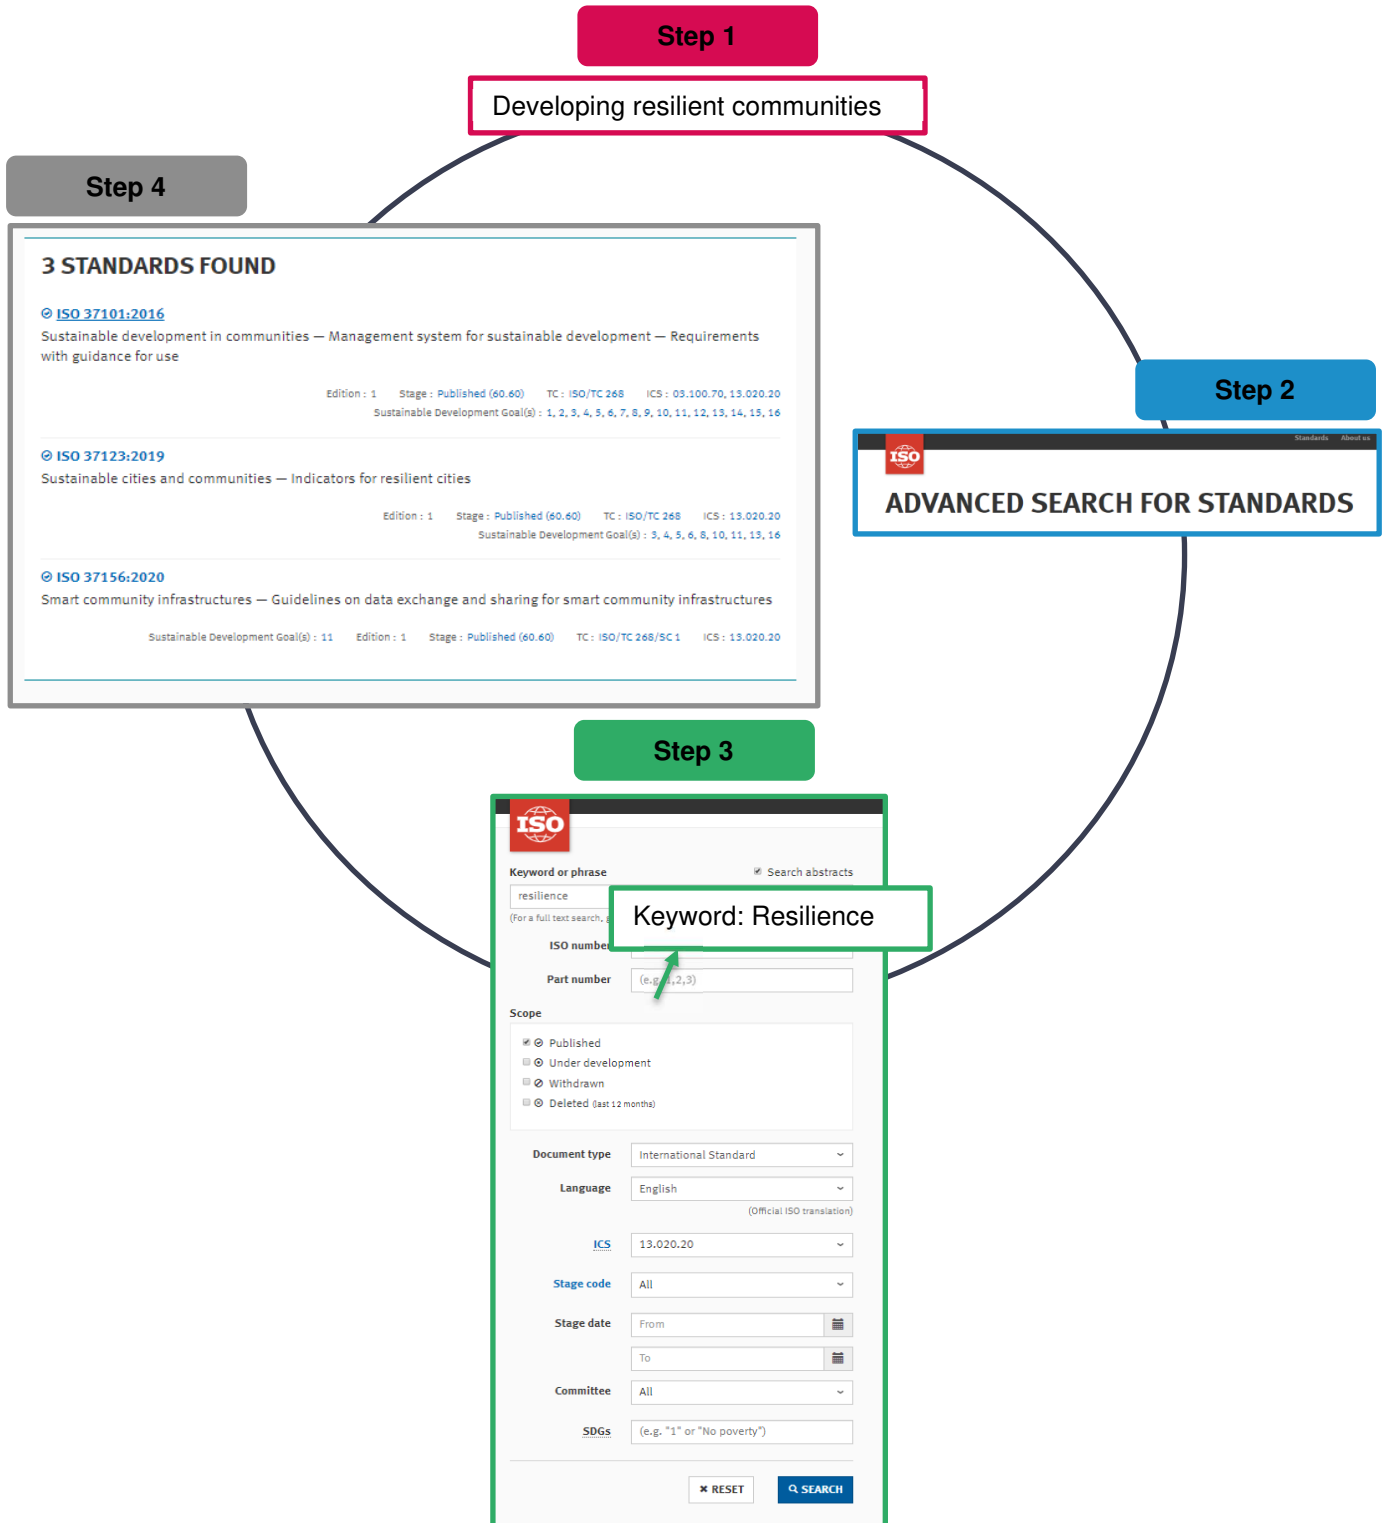 Step 1
Developing resilient communities
Step 4
3 STANDARDS FOUND
ISO 37101:2016
Sustainable development in communities — Management system for sustainable development — Requirements
with guidance for use
Edition : 1 Stage : Published (60.60) TC : ISO/TC 268 ICS : 03.100.70, 13.020.20
Sustainable Development Goal(s) : 1, 2, 3, 4, 5, 6, 7, 8, 9, 10, 11, 12, 13, 14, 15, 16
ISO 37123:2019
Sustainable cities and communities — Indicators for resilient cities
Edition : 1 Stage : Published (60.60) TC : ISO/TC 268 ICS : 13.020.20
Sustainable Development Goal(s) : 3, 4, 5, 6, 8, 10, 11, 13, 16
ISO 37156:2020
Smart community infrastructures — Guidelines on data exchange and sharing for smart community infrastructures
Sustainable Development Goal(s) : 11 Edition : 1 Stage : Published (60.60) TC : ISO/TC 268/SC 1 ICS : 13.020.20
Step 2
Standards About us
ISO
ADVANCED SEARCH FOR STANDARDS
Step 3
ISO
Keyword or phrase Search abstracts
resilience
Keyword: Resilience
(For a full text search,
ISO number
Part number (e.g. 1,2,3)
Scope
Published
Under development
Withdrawn
Deleted (last 12 months)
Document type International Standard
Language English
(Official ISO translation)
ICS 13.020.20
Stage code All
Stage date From
To
Committee All
SDGs (e.g. "1" or "No poverty")
RESET SEARCH